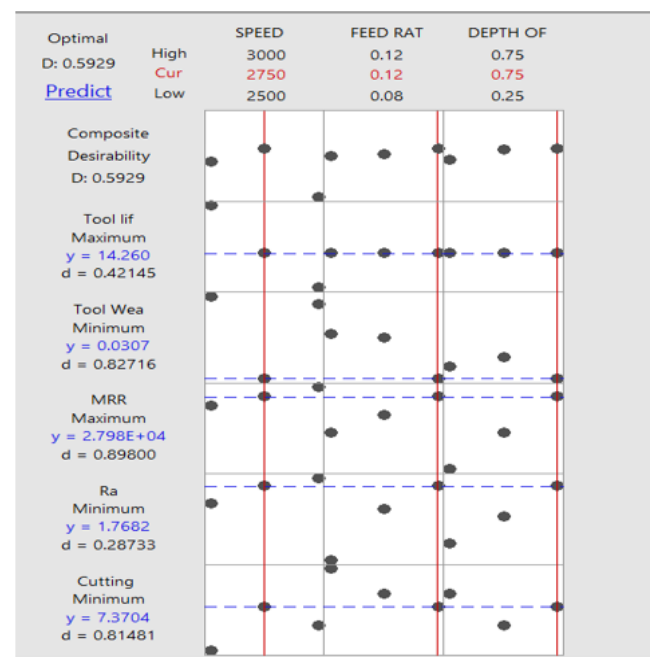 Optimal
D: 0.5929
Predict
High
Cur
Low
SPEED
3000
2750
2500
FEED RAT
0.12
0.12
0.08
DEPTH OF
0.75
0.75
0.25
Composite
Desirability
D: 0.5929
Tool lif
Maximum
y = 14.260
d = 0.42145
Tool Wea
Minimum
y = 0.0307
d = 0.82716
MRR
Maximum
y = 2.798E+04
d = 0.89800
Ra
Minimum
y = 1.7682
d = 0.28733
Cutting
Minimum
y = 7.3704
d = 0.81481